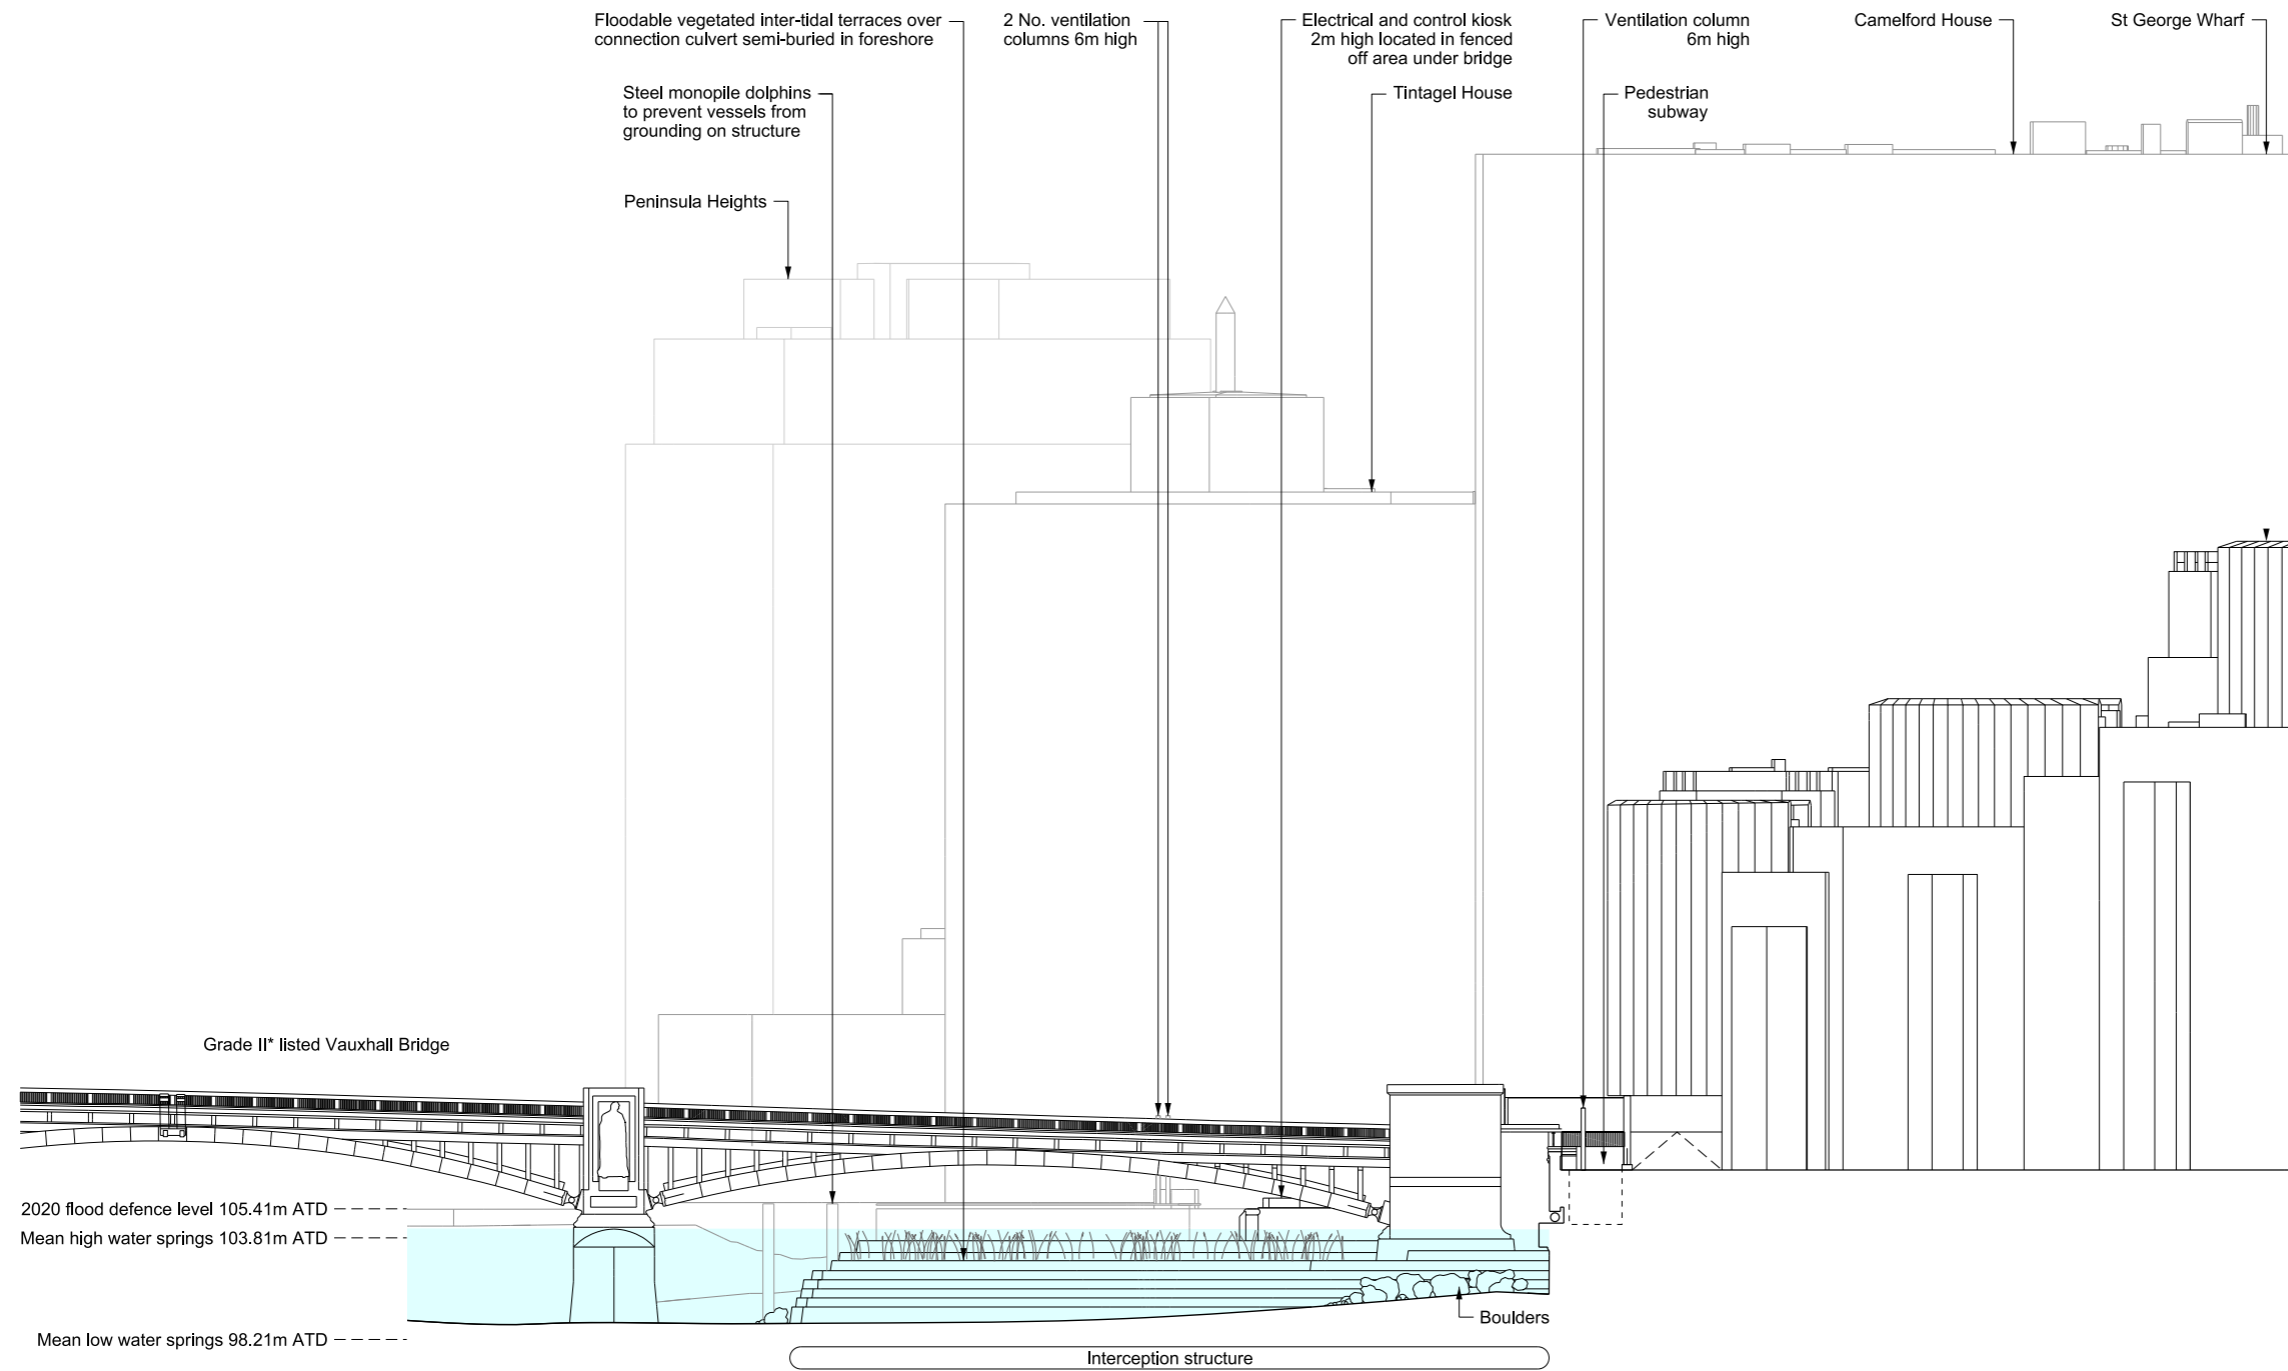 Floodable vegetated inter-tidal terraces over
connection culvert semi-buried in foreshore
2 No. ventilation
columns 6m high
Electrical and control kiosk
2m high located in fenced
off area under bridge
Ventilation column
6m high
Camelford House
St George Wharf
Steel monopile dolphins
to prevent vessels from
grounding on structure
Tintagel House
Pedestrian
subway
Peninsula Heights
Grade II* listed Vauxhall Bridge
2020 flood defence level 105.41m ATD
Mean high water springs 103.81m ATD
Boulders
Mean low water springs 98.21m ATD
Interception structure